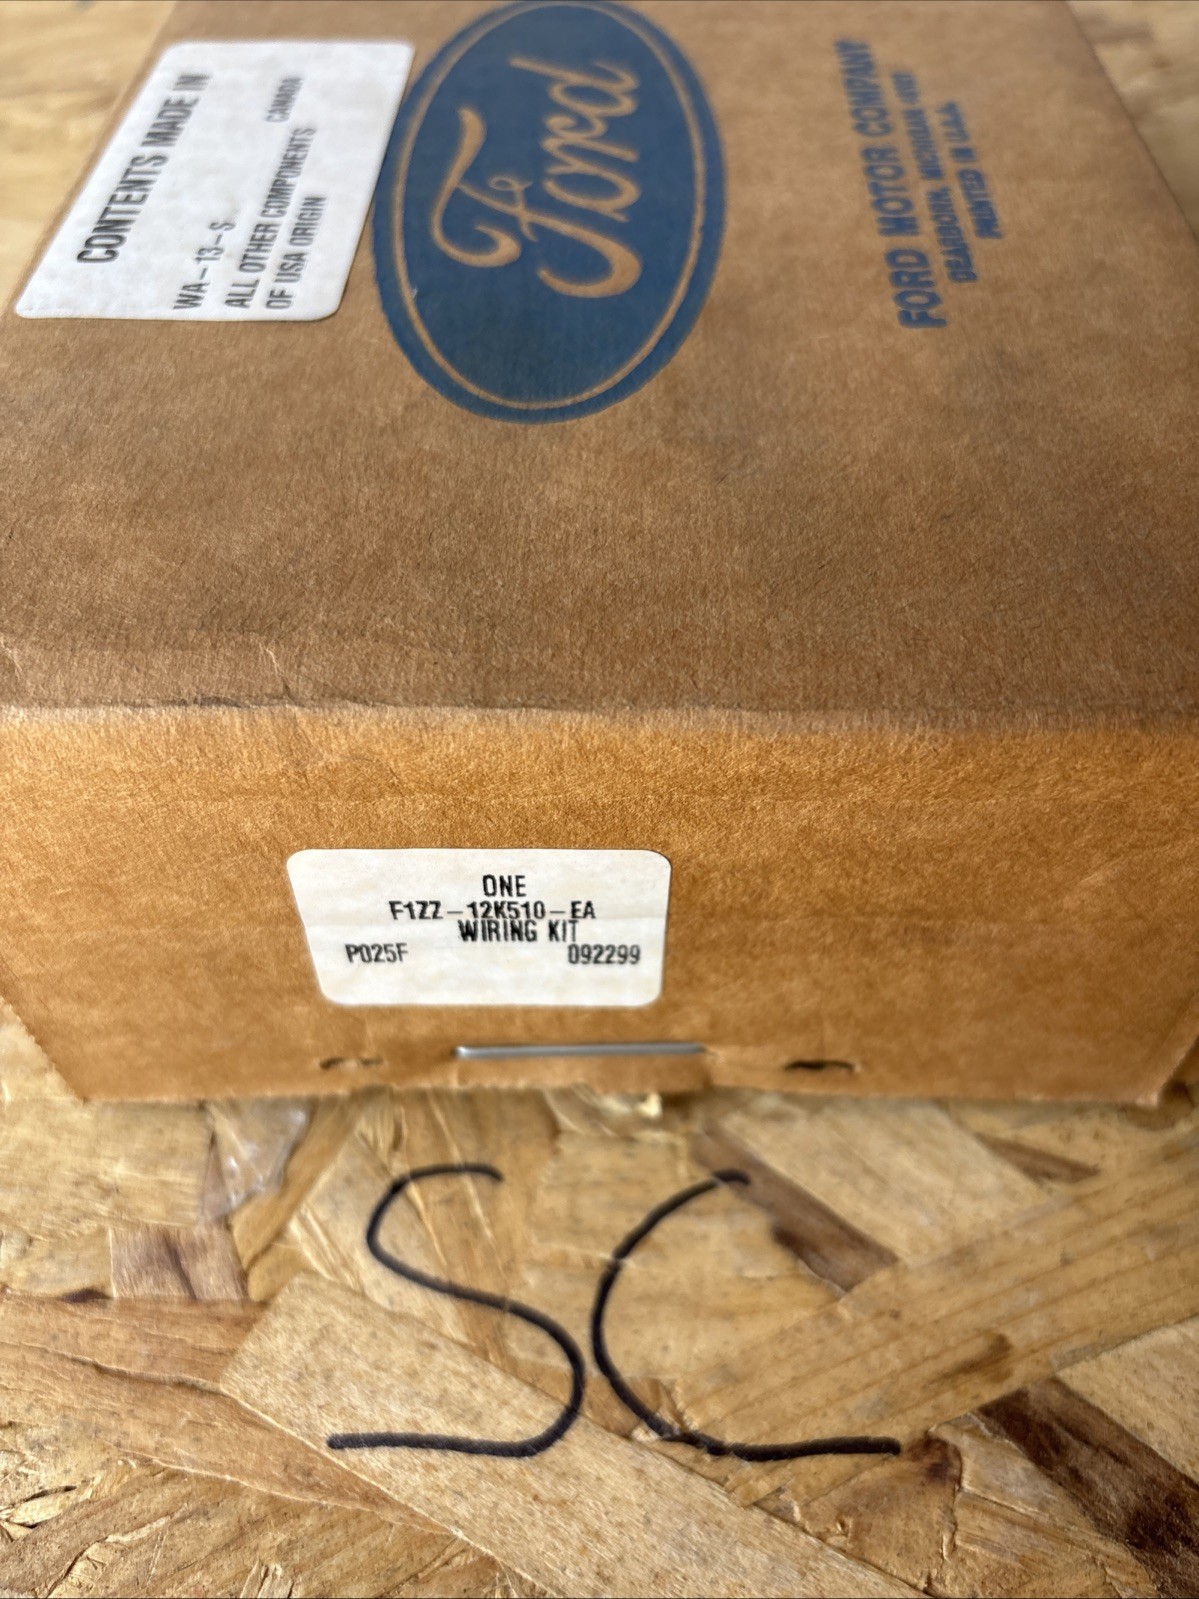 CONTENTS MADE IN
CANADA
WA-13-S
ALL OTHER COMPONENTS
OF USA ORIGIN
Ford
FORD MOTOR COMPANY
DEARBORN, MICHIGAN
PRINTED IN U.S.A.
ONE
F1ZZ-12K510-EA
WIRING KIT
P025F 092299
SC